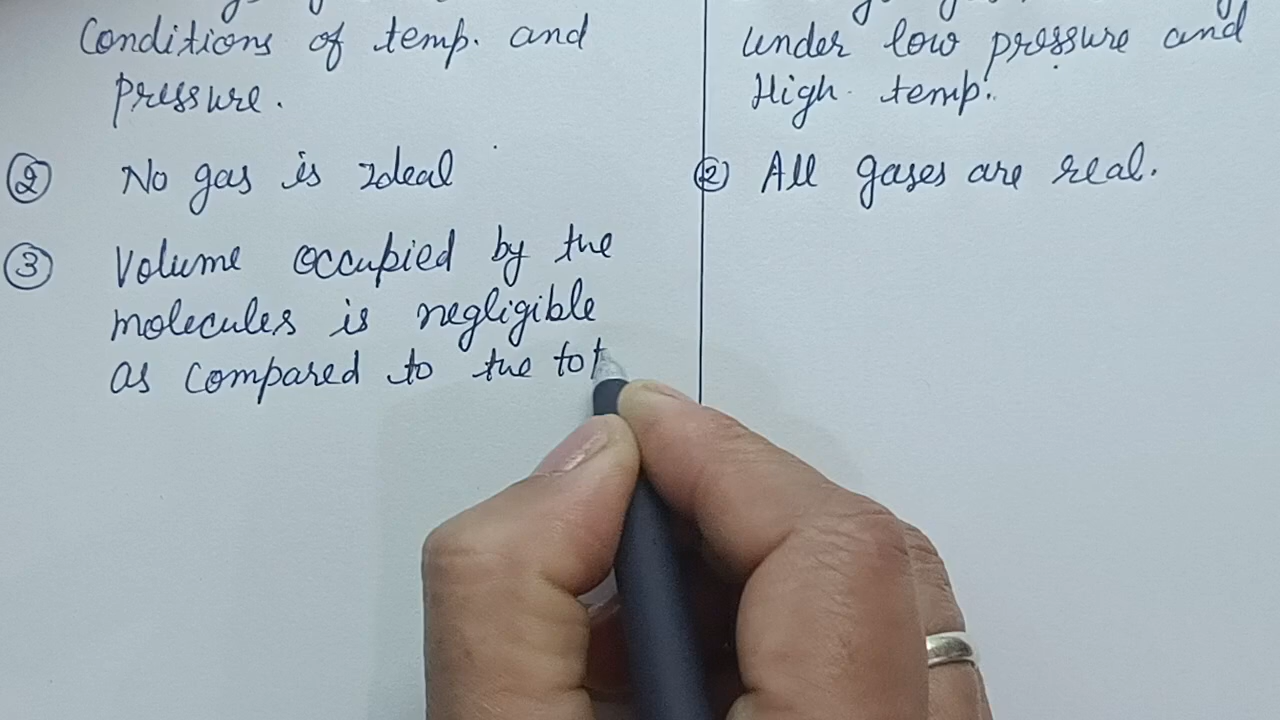 Conditions of temp. and
pressure.
② No gas is Ideal
③ Volume occupied by the
molecules is negligible
as compared to the tot
under low pressure and
High temp.
② All gases are real.